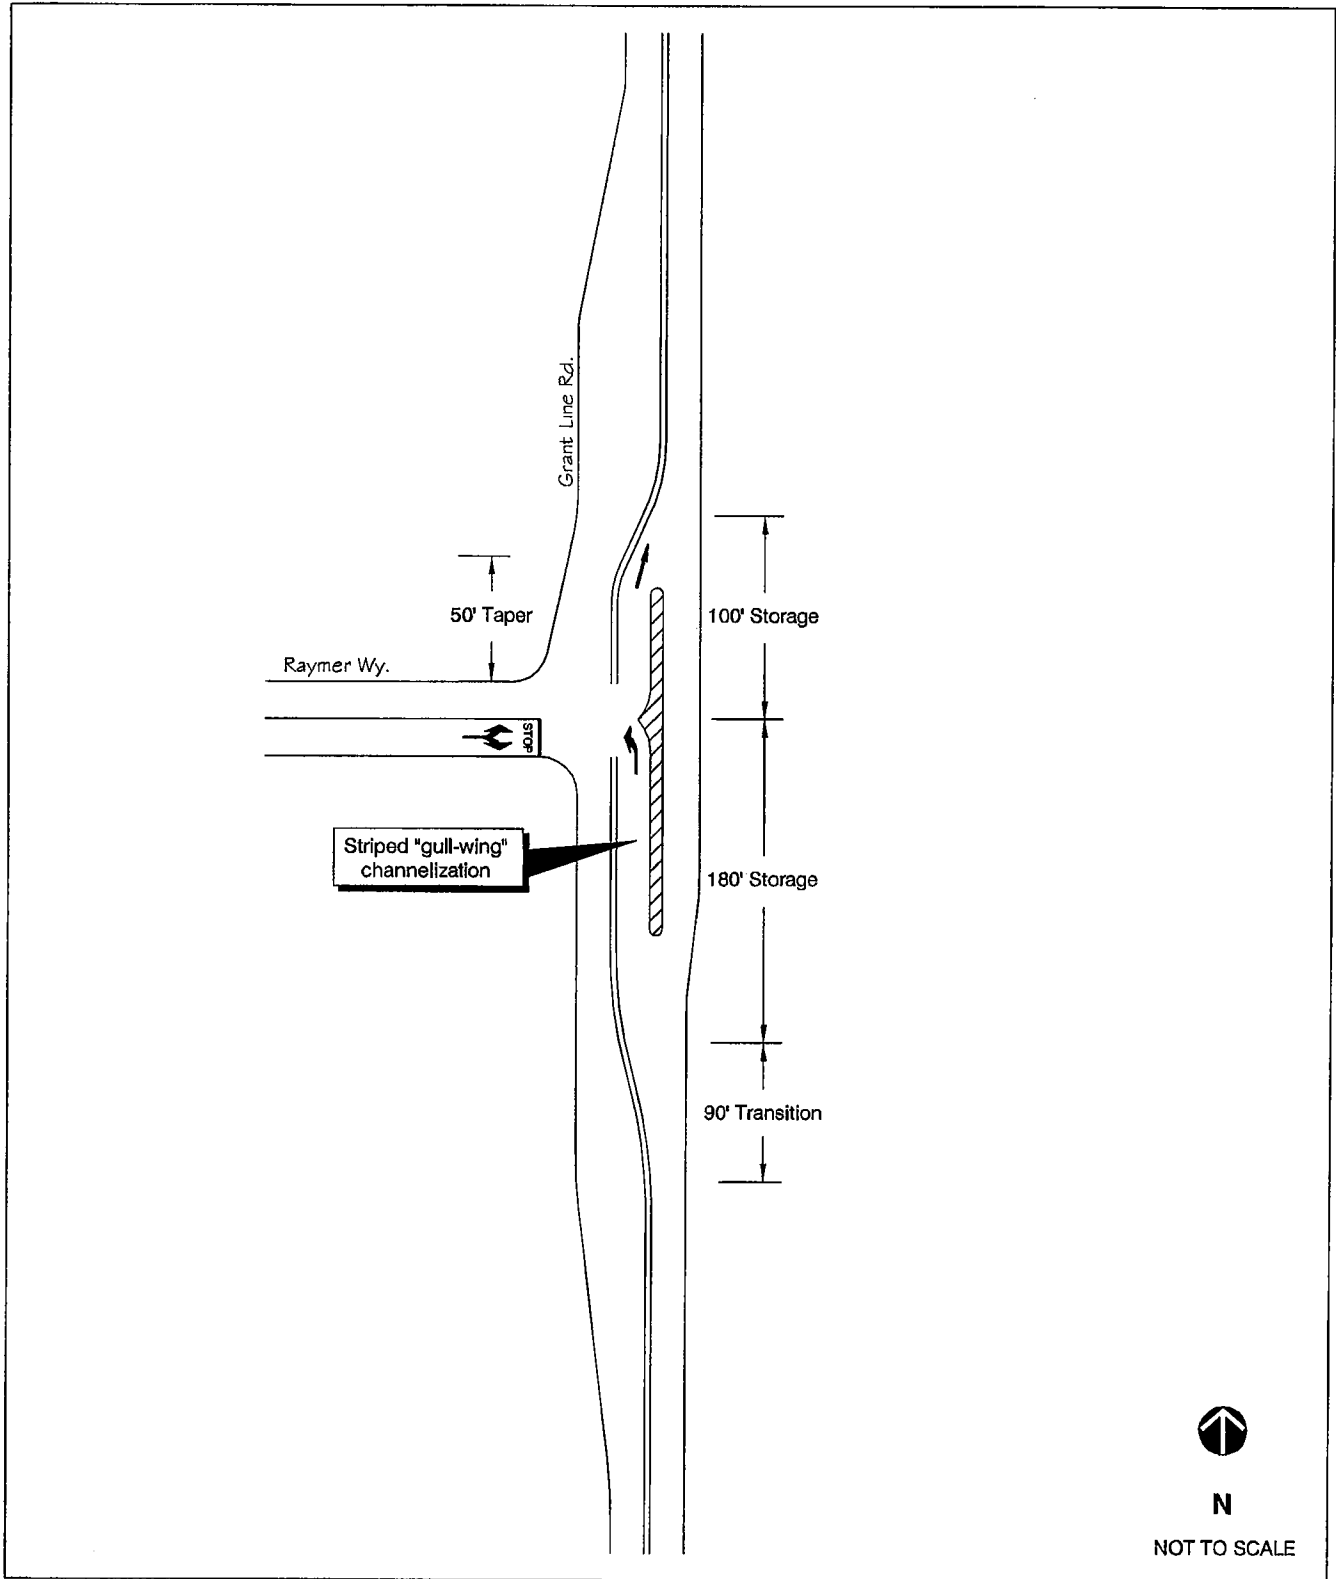 Grant Line Rd.
50' Taper
100' Storage
Raymer Wy.
STOP
Striped "gull-wing"
channelization
180' Storage
90' Transition
N
NOT TO SCALE